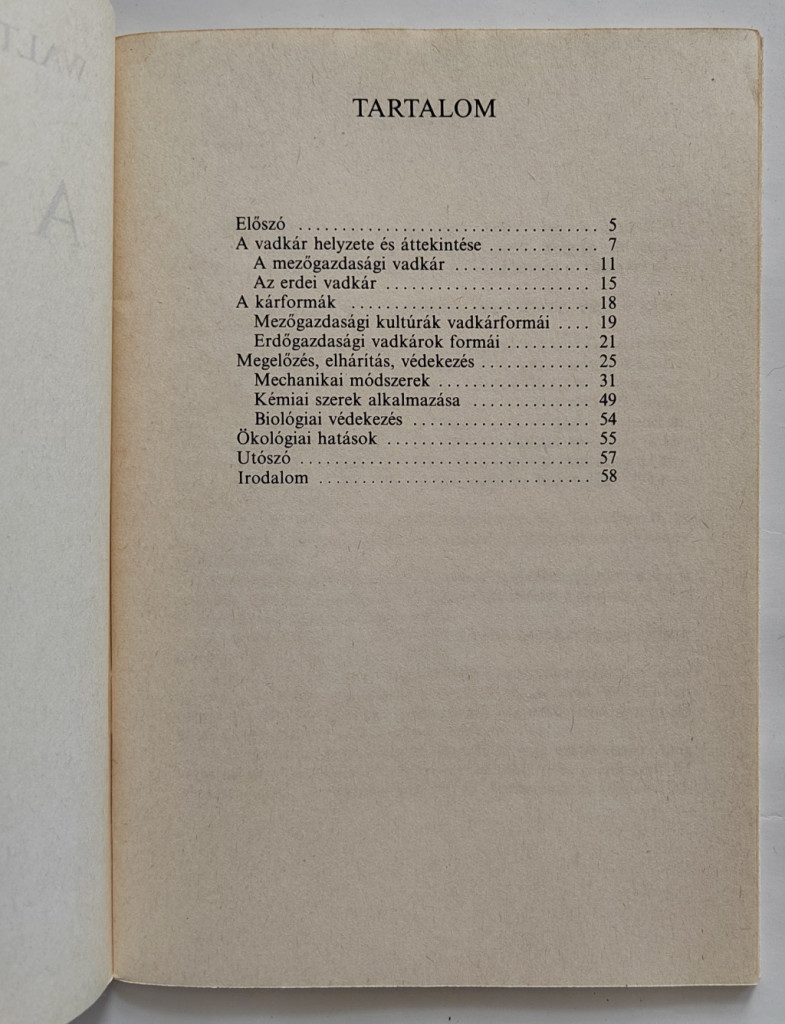 TARTALOM
Előszó .................................. 5
A vadkár helyzete és áttekintése ............. 7
A mezőgazdasági vadkár ................ 11
Az erdei vadkár ........................ 15
A kárformák ............................ 18
Mezőgazdasági kultúrák vadkárformái .... 19
Erdőgazdasági vadkárok formái .......... 21
Megelőzés, elhárítás, védekezés ............. 25
Mechanikai módszerek .................. 31
Kémiai szerek alkalmazása .............. 49
Biológiai védekezés ..................... 54
Ökológiai hatások ........................ 55
Utószó .................................. 57
Irodalom ................................ 58